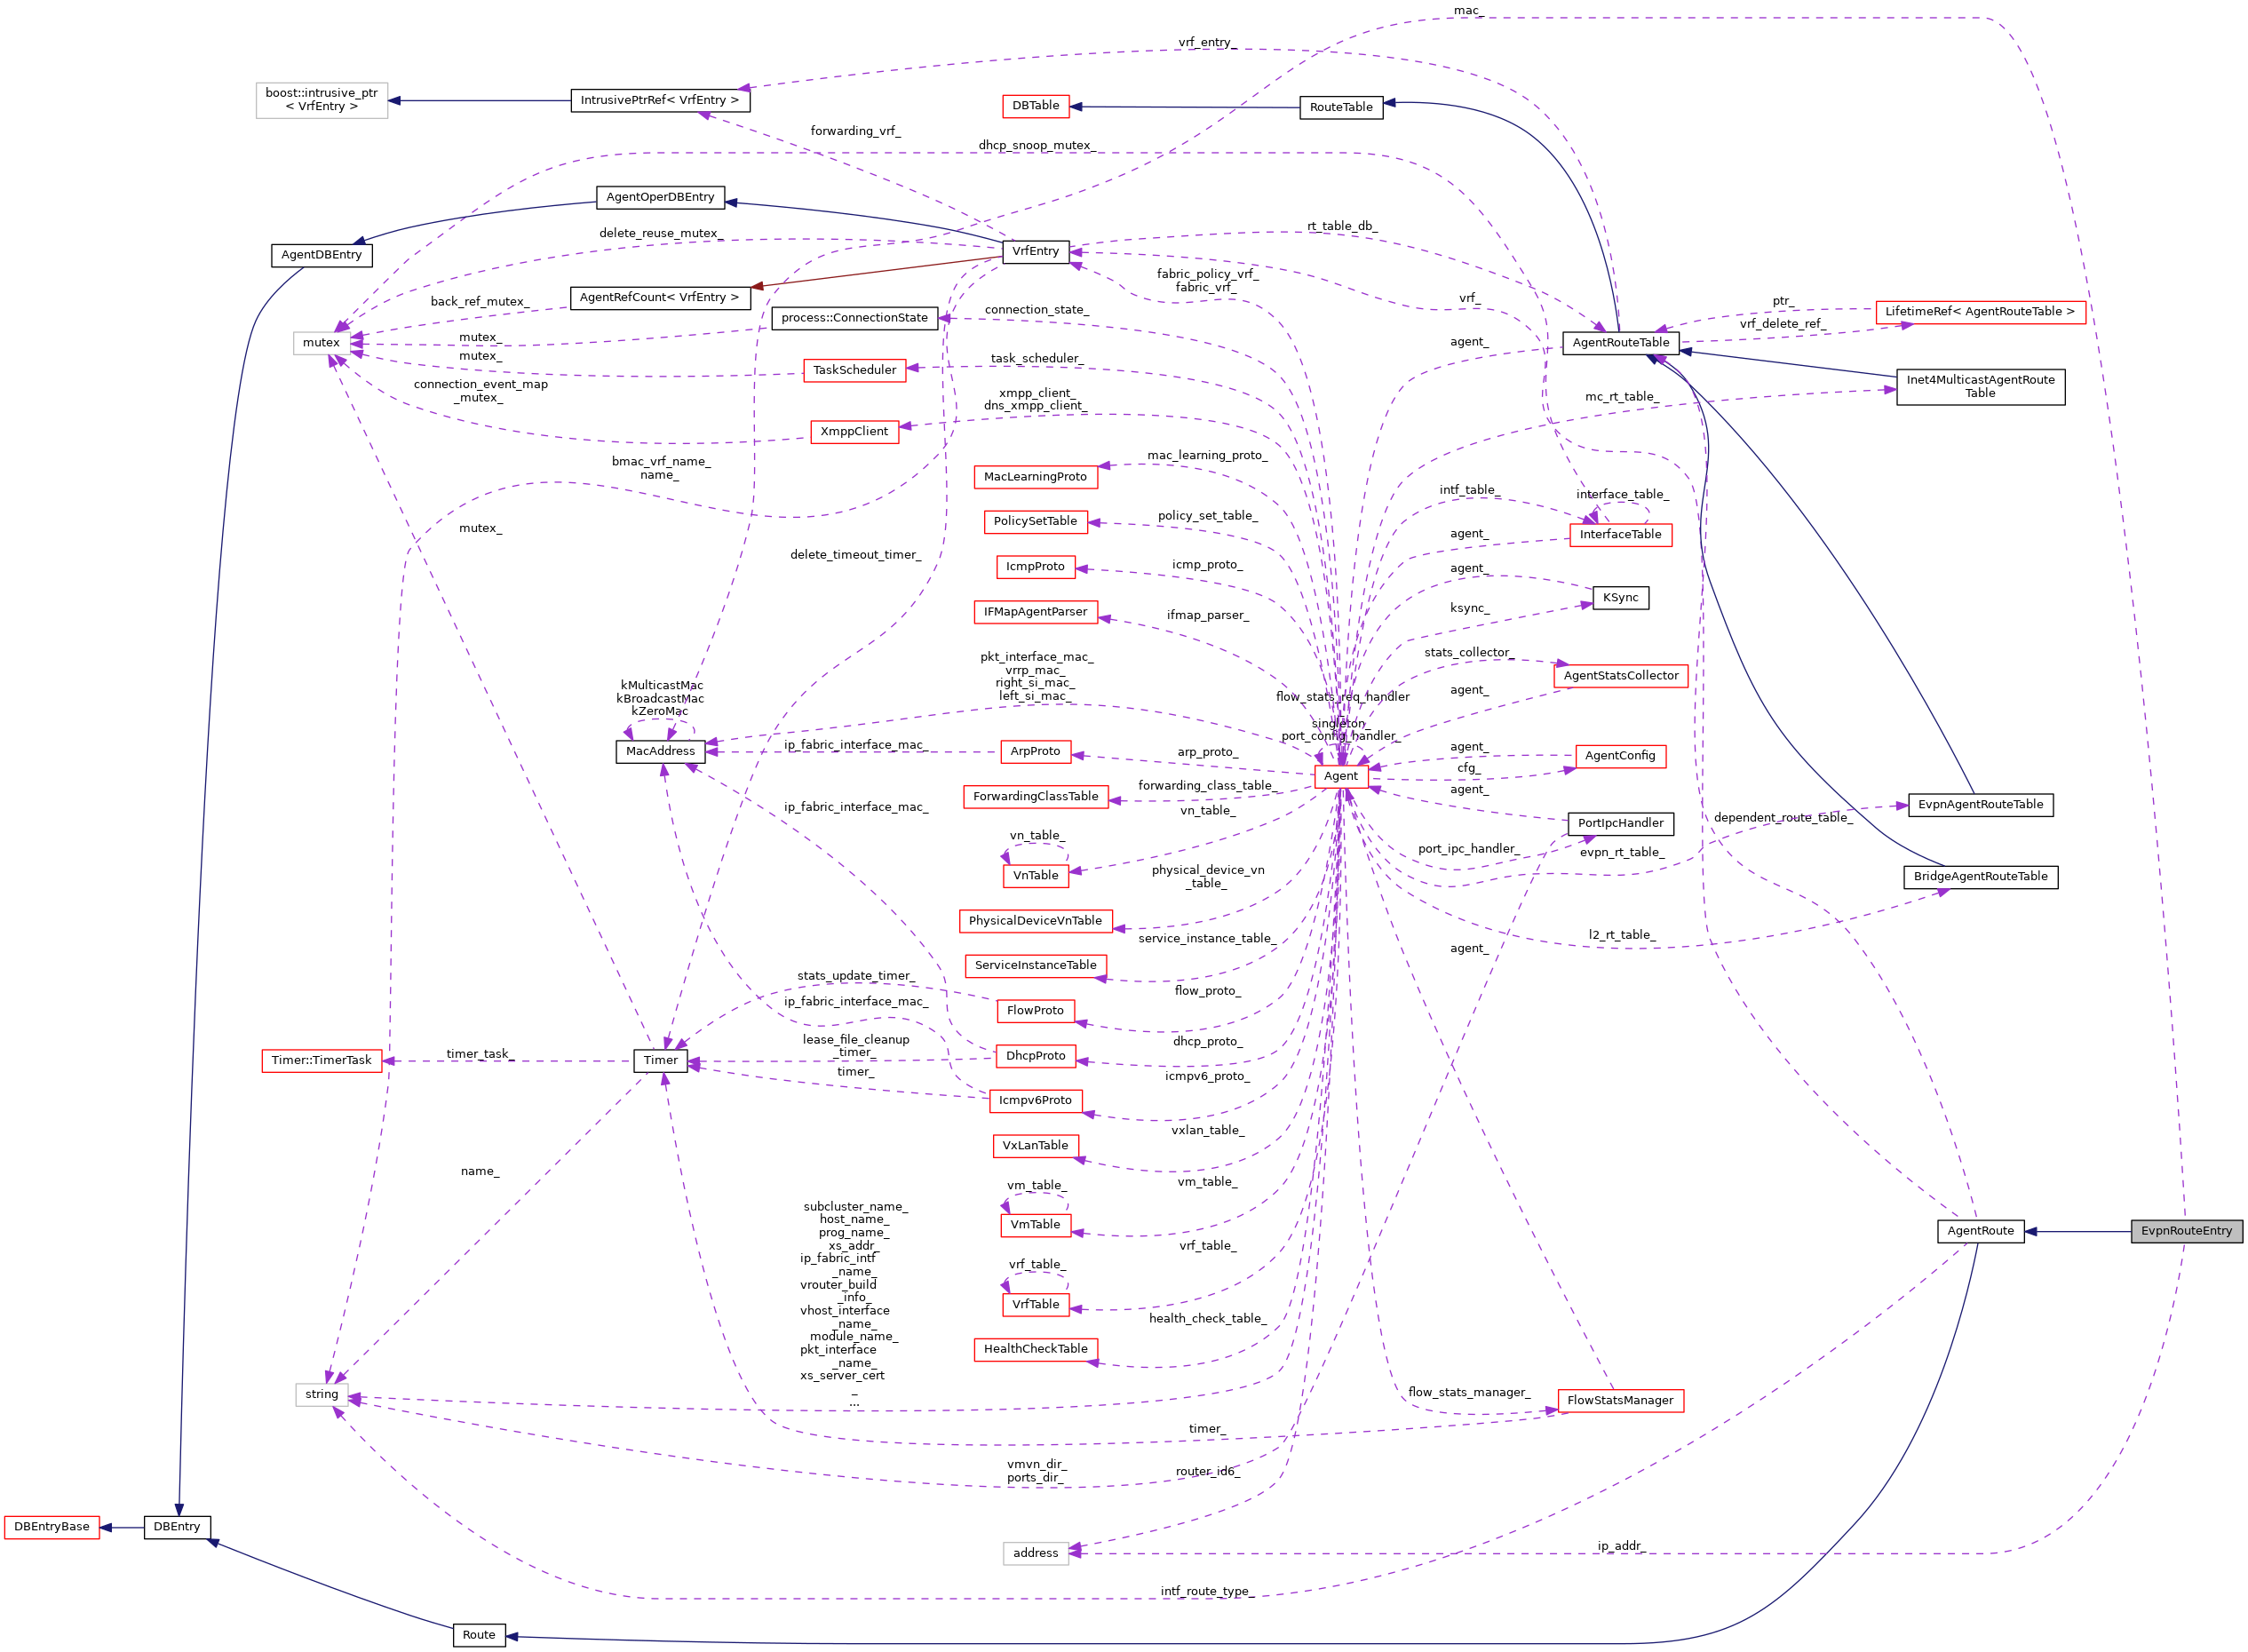 mac_
vrf_entry_
boost::intrusive_ptr
< VrfEntry >
IntrusivePtrRef< VrfEntry >
DBTable
RouteTable
forwarding_vrf_
dhcp_snoop_mutex_
AgentOperDBEntry
delete_reuse_mutex_
rt_table_db_
AgentDBEntry
VrfEntry
fabric_policy_vrf_
fabric_vrf_
back_ref_mutex_
AgentRefCount< VrfEntry >
vrf_
ptr_
LifetimeRef< AgentRouteTable >
connection_state_
process::ConnectionState
vrf_delete_ref_
mutex
mutex_
agent_
AgentRouteTable
mutex_
task_scheduler_
TaskScheduler
connection_event_map
_mutex_
xmpp_client_
dns_xmpp_client_
mc_rt_table_
Inet4MulticastAgentRoute
Table
XmppClient
bmac_vrf_name_
name_
mac_learning_proto_
MacLearningProto
intf_table_
interface_table_
policy_set_table_
PolicySetTable
mutex_
delete_timeout_timer_
agent_
InterfaceTable
icmp_proto_
IcmpProto
agent_
KSync
ifmap_parser_
IFMapAgentParser
ksync_
pkt_interface_mac_
vrrp_mac_
right_si_mac_
left_si_mac_
stats_collector_
AgentStatsCollector
kMulticastMac
kBroadcastMac
kZeroMac
agent_
flow_stats_req_handler
_
singleton_
port_config_handler_
MacAddress
ip_fabric_interface_mac_
ArpProto
arp_proto_
agent_
AgentConfig
Agent
cfg_
forwarding_class_table_
ForwardingClassTable
agent_
EvpnAgentRouteTable
ip_fabric_interface_mac_
vn_table_
PortIpcHandler
dependent_route_table_
vn_table_
VnTable
port_ipc_handler_
evpn_rt_table_
physical_device_vn
_table_
BridgeAgentRouteTable
PhysicalDeviceVnTable
service_instance_table_
l2_rt_table_
agent_
ServiceInstanceTable
stats_update_timer_
flow_proto_
ip_fabric_interface_mac_
FlowProto
lease_file_cleanup
_timer_
dhcp_proto_
Timer::TimerTask
timer_task_
Timer
DhcpProto
timer_
icmpv6_proto_
Icmpv6Proto
vxlan_table_
VxLanTable
name_
vm_table_
vm_table_
VmTable
subcluster_name_
host_name_
prog_name_
xs_addr_
ip_fabric_intf
_name_
vrouter_build
_info_
vhost_interface
_name_
module_name_
pkt_interface
_name_
xs_server_cert
_
...
AgentRoute
EvpnRouteEntry
vrf_table_
vrf_table_
VrfTable
health_check_table_
HealthCheckTable
string
flow_stats_manager_
FlowStatsManager
timer_
vmvn_dir_
ports_dir_
router_id6_
DBEntryBase
DBEntry
address
ip_addr_
intf_route_type_
Route